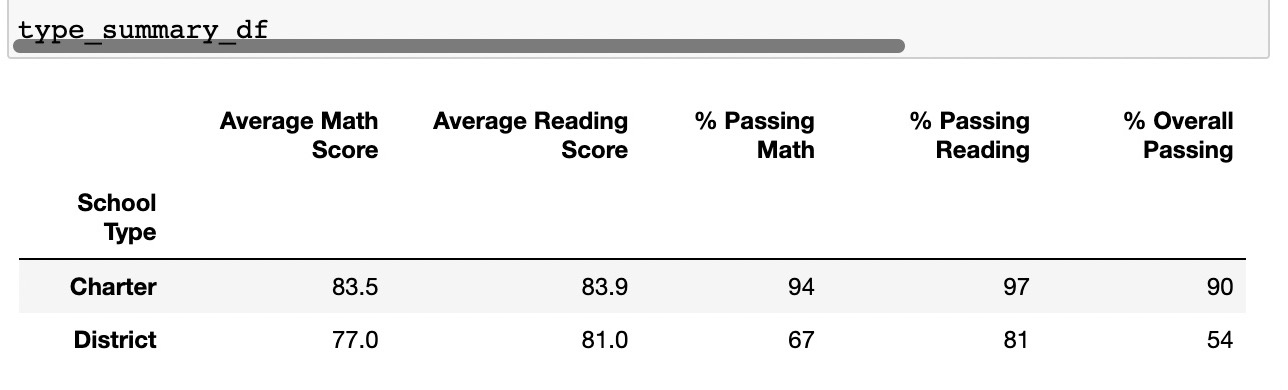 type_summary_df
Average Math Average Reading % Passing % Passing % Overall
Score Score Math Reading Passing
School
Type
Charter 83.5 83.9 94 97 90
District 77.0 81.0 67 81 54